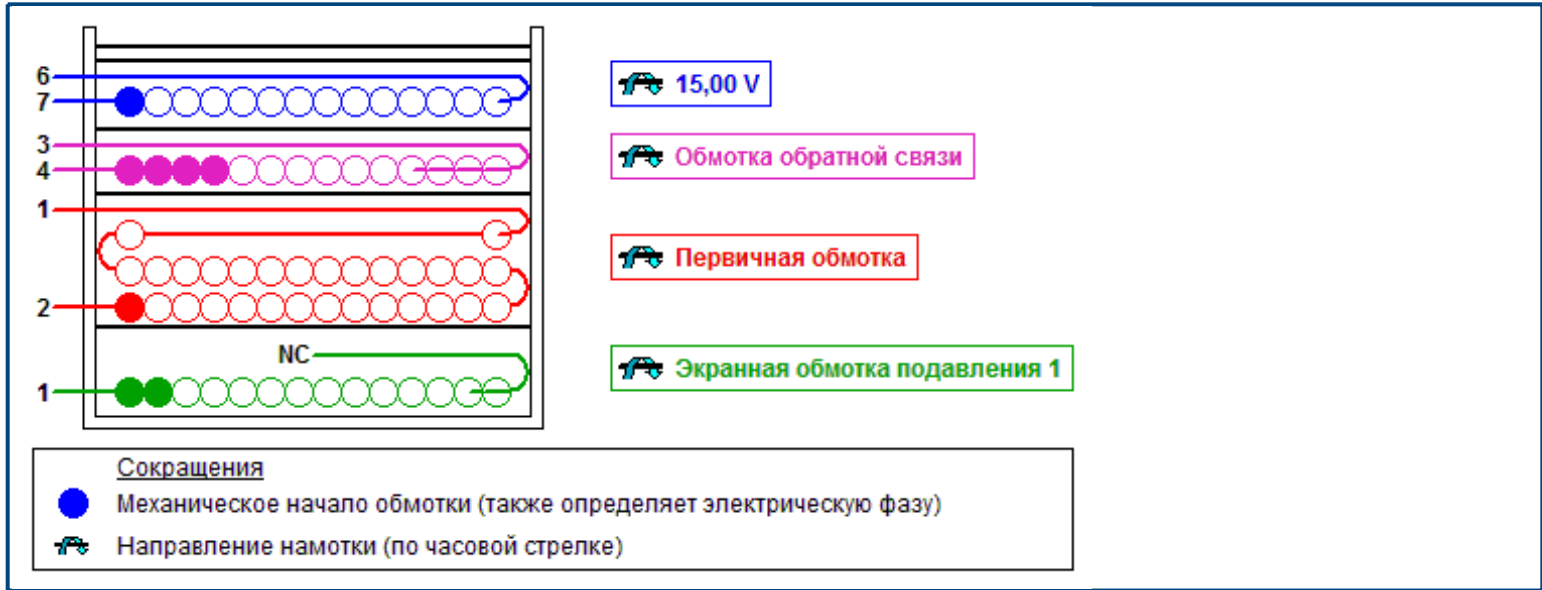 6
7
15,00 V
3
4
Обмотка обратной связи
1
2
Первичная обмотка
NC
1
Экранная обмотка подавления 1
Сокращения
Механическое начало обмотки (также определяет электрическую фазу)
Направление намотки (по часовой стрелке)